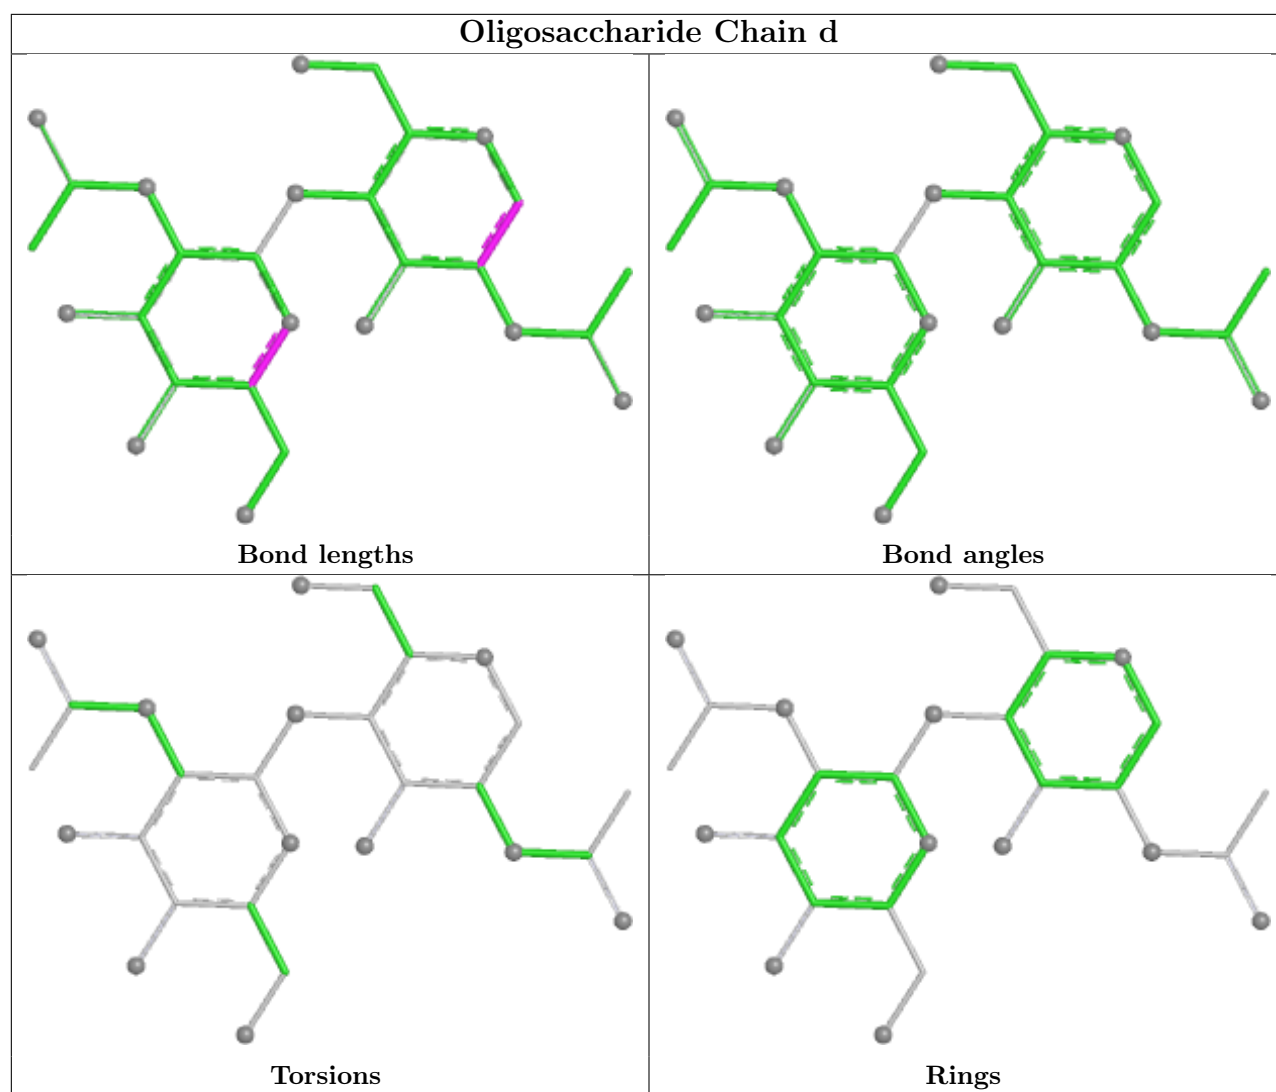 Oligosaccharide Chain d
Bond lengths
Bond angles
Torsions
Rings